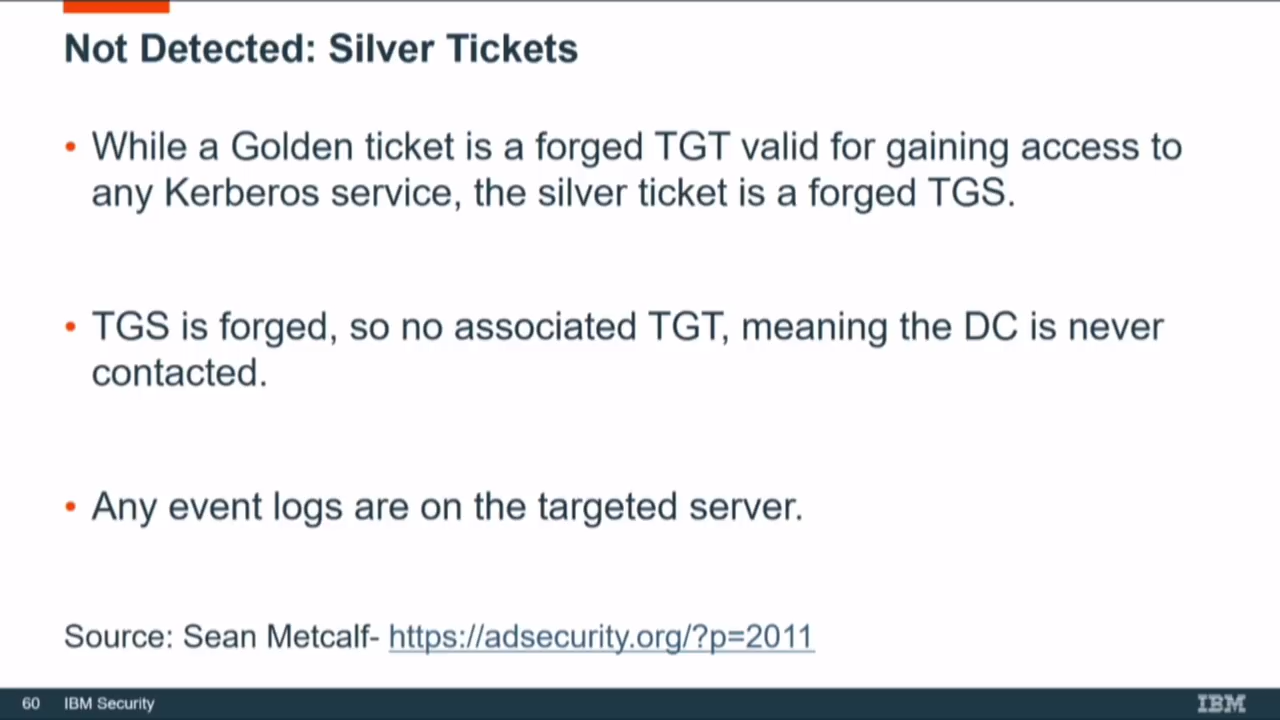 Not Detected: Silver Tickets
• While a Golden ticket is a forged TGT valid for gaining access to
any Kerberos service, the silver ticket is a forged TGS.
• TGS is forged, so no associated TGT, meaning the DC is never
contacted.
• Any event logs are on the targeted server.
Source: Sean Metcalf- https://adsecurity.org/?p=2011
60 IBM Security
IBM